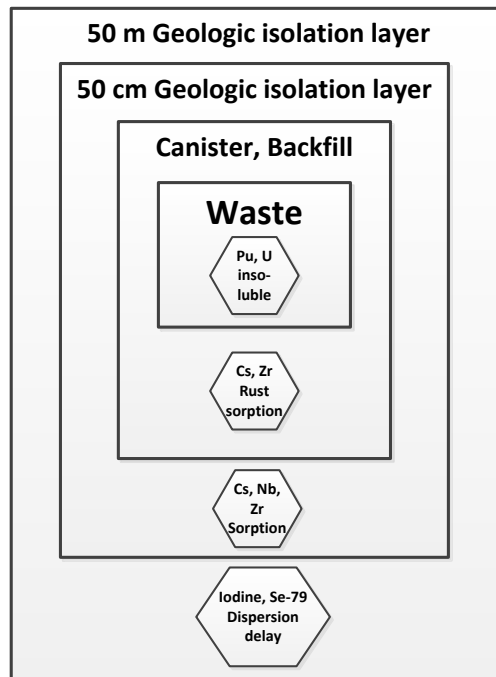 50 m Geologic isolation layer
50 cm Geologic isolation layer
Canister, Backfill
Waste
Pu, U
inso-
luble
Cs, Zr
Rust
sorption
Cs, Nb,
Zr
Sorption
Iodine, Se-79
Dispersion
delay